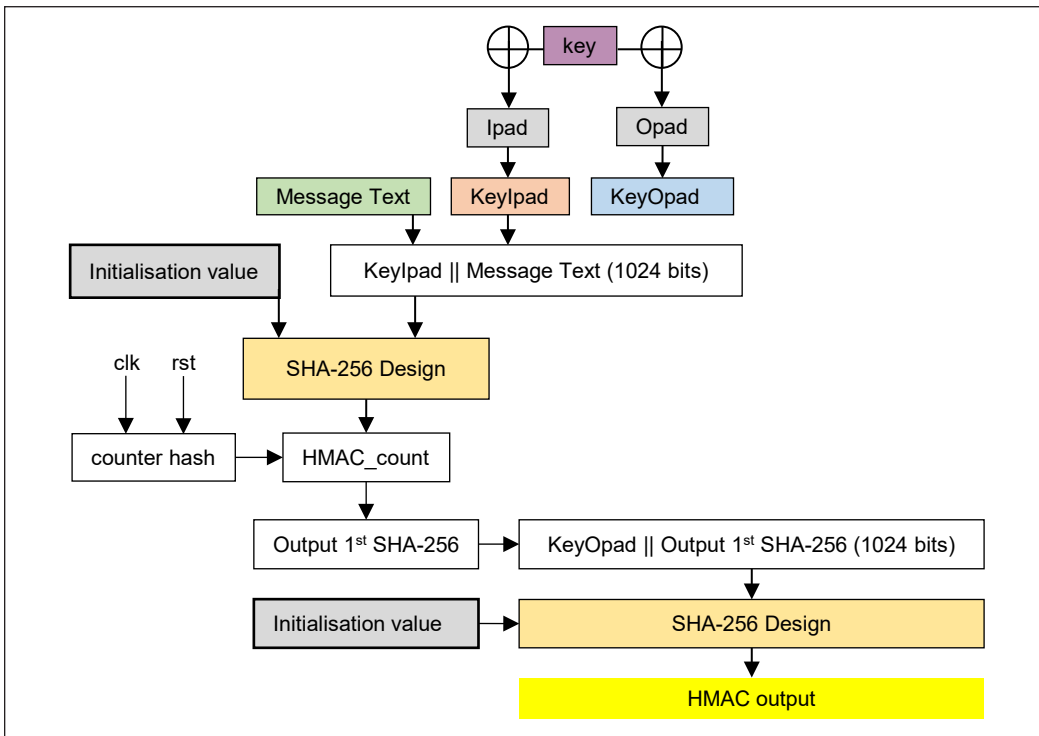 key
Ipad
Opad
Message Text
KeyIpad
KeyOpad
Initialisation value
KeyIpad || Message Text (1024 bits)
SHA-256 Design
clk
rst
counter hash
HMAC_count
Output 1st SHA-256
KeyOpad || Output 1st SHA-256 (1024 bits)
Initialisation value
SHA-256 Design
HMAC output